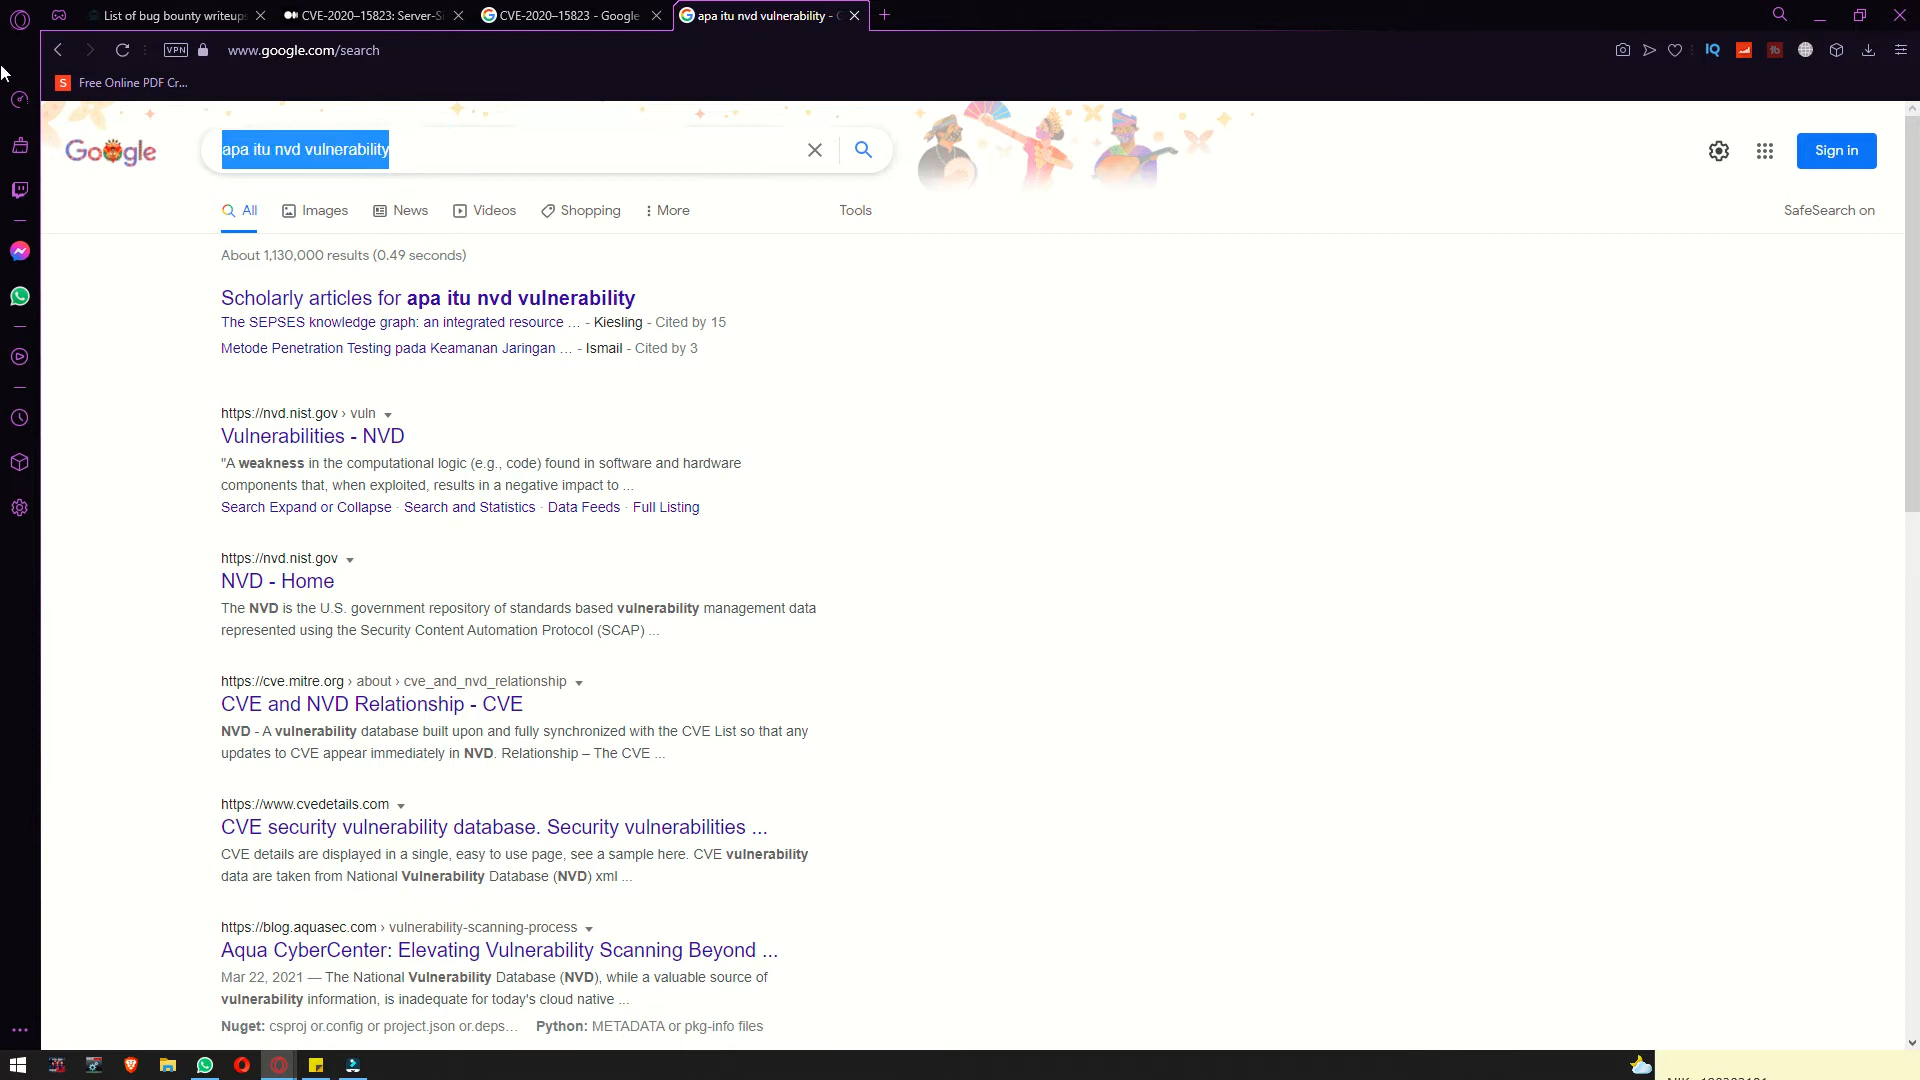 List of bug bounty writeups
CVE-2020–15823: Server-S
CVE-2020–15823 - Google
apa itu nvd vulnerability -
VPN
www.google.com/search
IQ
S Free Online PDF Cr...
Google
apa itu nvd vulnerability
Sign in
All Images News Videos Shopping More Tools SafeSearch on
About 1,130,000 results (0.49 seconds)
Scholarly articles for apa itu nvd vulnerability
The SEPSES knowledge graph: an integrated resource ... - Kiesling - Cited by 15
Metode Penetration Testing pada Keamanan Jaringan ... - Ismail - Cited by 3
https://nvd.nist.gov › vuln
Vulnerabilities - NVD
"A weakness in the computational logic (e.g., code) found in software and hardware
components that, when exploited, results in a negative impact to ...
Search Expand or Collapse · Search and Statistics · Data Feeds · Full Listing
https://nvd.nist.gov
NVD - Home
The NVD is the U.S. government repository of standards based vulnerability management data
represented using the Security Content Automation Protocol (SCAP) ...
https://cve.mitre.org › about › cve_and_nvd_relationship
CVE and NVD Relationship - CVE
NVD - A vulnerability database built upon and fully synchronized with the CVE List so that any
updates to CVE appear immediately in NVD. Relationship – The CVE ...
https://www.cvedetails.com
CVE security vulnerability database. Security vulnerabilities ...
CVE details are displayed in a single, easy to use page, see a sample here. CVE vulnerability
data are taken from National Vulnerability Database (NVD) xml ...
https://blog.aquasec.com › vulnerability-scanning-process
Aqua CyberCenter: Elevating Vulnerability Scanning Beyond ...
Mar 22, 2021 — The National Vulnerability Database (NVD), while a valuable source of
vulnerability information, is inadequate for today's cloud native ...
Nuget: csproj or.config or project.json or.deps... Python: METADATA or pkg-info files